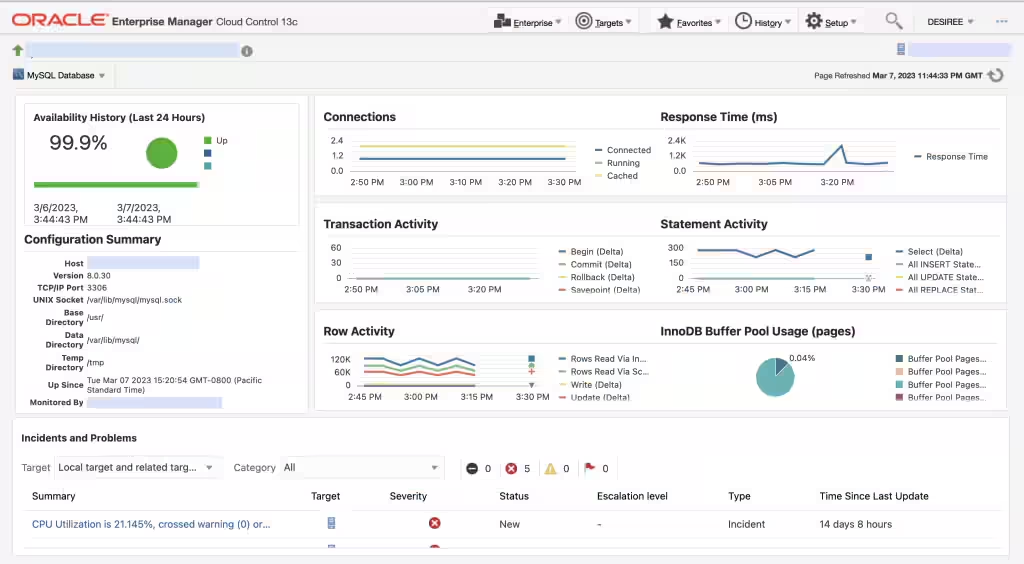 ORACLE Enterprise Manager Cloud Control 13c
Enterprise Targets Favorites History Setup DESIREE
MySQL Database
Page Refreshed Mar 7, 2023 11:44:33 PM GMT
Availability History (Last 24 Hours)
99.9%
Up
3/6/2023, 3/7/2023,
3:44:43 PM 3:44:43 PM
Configuration Summary
Host
Version 8.0.30
TCP/IP Port 3306
UNIX Socket /var/lib/mysql/mysql.sock
Base
Directory /usr/
Data
Directory /var/lib/mysql/
Temp
Directory /tmp
Up Since Tue Mar 07 2023 15:20:54 GMT-0800 (Pacific
Standard Time)
Monitored By
Connections
2.4
1.2
0.0
2:50 PM 3:00 PM 3:10 PM 3:20 PM 3:30 PM
Connected
Running
Cached
Response Time (ms)
2.4K
1.2K
0.0
2:50 PM 3:05 PM 3:20 PM
Response Time
Transaction Activity
60
30
0
2:50 PM 3:05 PM 3:20 PM
Begin (Delta)
Commit (Delta)
Rollback (Delta)
Savepoint (Delta)
Statement Activity
300
150
0
2:45 PM 3:00 PM 3:15 PM 3:30 PM
Select (Delta)
All INSERT State...
All UPDATE State...
All REPLACE Stat...
Row Activity
120K
60K
0
2:45 PM 3:00 PM 3:15 PM 3:30 PM
Rows Read Via In...
Rows Read Via Sc...
Write (Delta)
Update (Delta)
InnoDB Buffer Pool Usage (pages)
0.04%
Buffer Pool Pages...
Buffer Pool Pages...
Buffer Pool Pages...
Buffer Pool Pages...
Incidents and Problems
Target Local target and related targ... Category All 0 5 0 0
Summary Target Severity Status Escalation level Type Time Since Last Update
CPU Utilization is 21.145%, crossed warning (0) or... New - Incident 14 days 8 hours